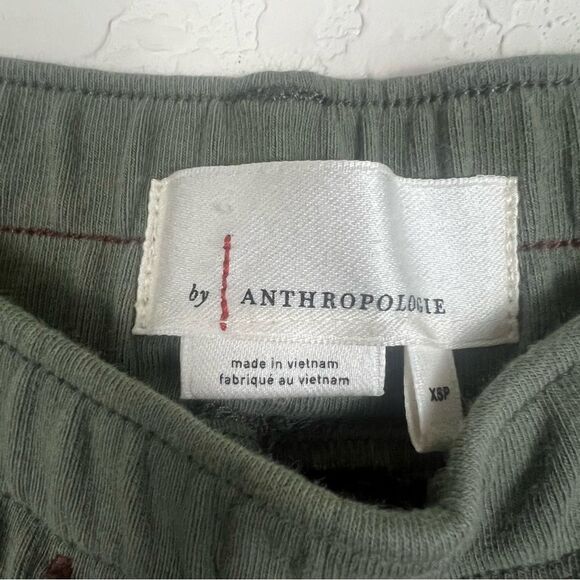 by ANTHROPOLOGIE
made in vietnam
fabriqué au vietnam
XSP